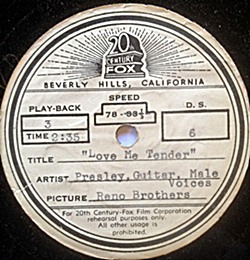 20th
CENTURY
FOX
BEVERLY HILLS, CALIFORNIA
PLAY-BACK SPEED D. S.
3 78 - 33⅓ 6
TIME 2:35
TITLE "Love Me Tender"
ARTIST Presley, Guitar, Male
Voices
PICTURE Reno Brothers
For 20th Century-Fox Film Corporation
rehearsal purposes only.
All other usage is
prohibited.